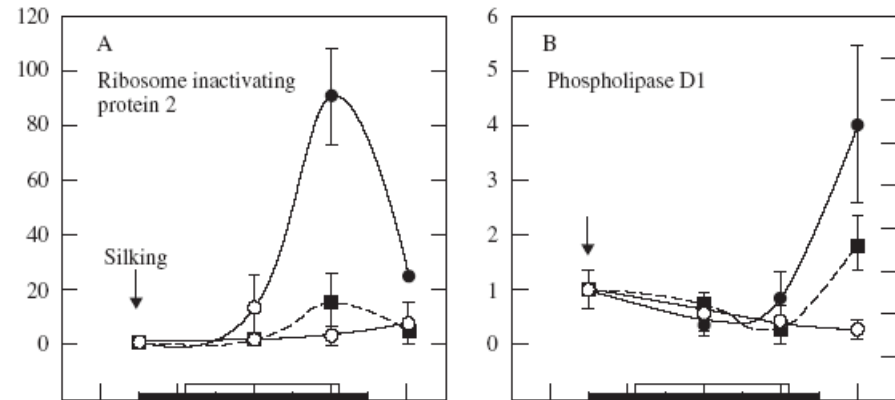 120
100
80
60
40
20
0
A
Ribosome inactivating
protein 2
Silking
6
5
4
3
2
1
0
B
Phospholipase D1